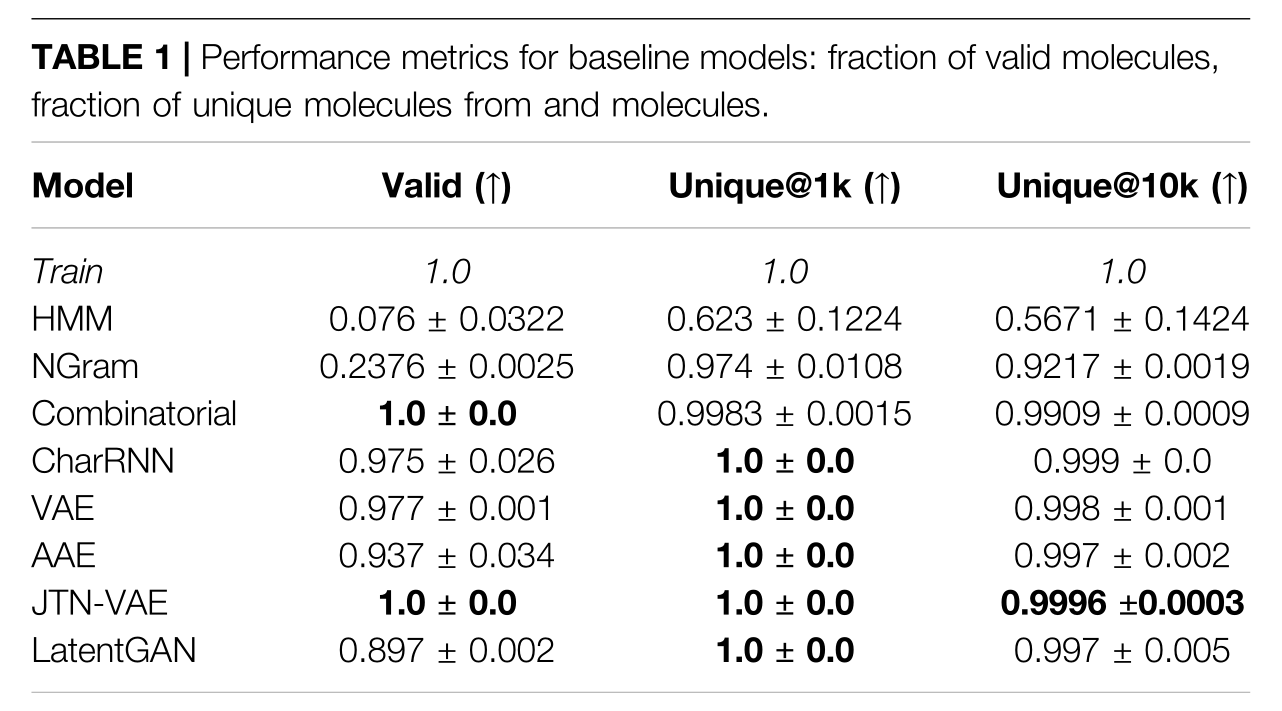 TABLE 1 | Performance metrics for baseline models: fraction of valid molecules,
fraction of unique molecules from and molecules.
Model Valid (↑) Unique@1k (↑) Unique@10k (↑)
Train 1.0 1.0 1.0
HMM 0.076 ± 0.0322 0.623 ± 0.1224 0.5671 ± 0.1424
NGram 0.2376 ± 0.0025 0.974 ± 0.0108 0.9217 ± 0.0019
Combinatorial 1.0 ± 0.0 0.9983 ± 0.0015 0.9909 ± 0.0009
CharRNN 0.975 ± 0.026 1.0 ± 0.0 0.999 ± 0.0
VAE 0.977 ± 0.001 1.0 ± 0.0 0.998 ± 0.001
AAE 0.937 ± 0.034 1.0 ± 0.0 0.997 ± 0.002
JTN-VAE 1.0 ± 0.0 1.0 ± 0.0 0.9996 ±0.0003
LatentGAN 0.897 ± 0.002 1.0 ± 0.0 0.997 ± 0.005